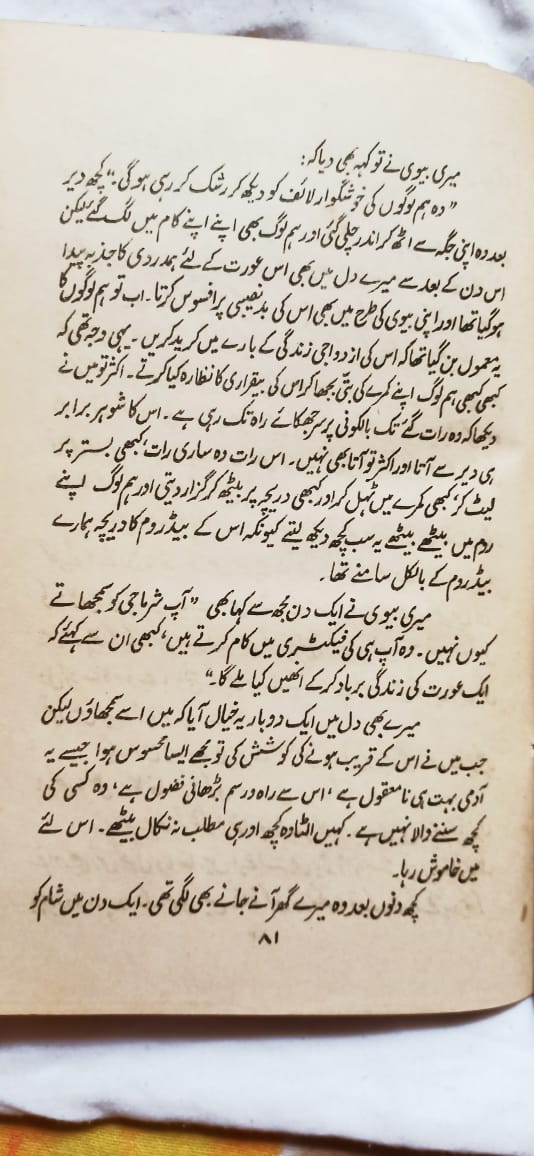 میری بیوی نے تو کہہ بھی دیا کہ:
"وہ ہم لوگوں کی خوشگوار لائف کو دیکھ کر رشک کر رہی ہوگی۔" کچھ دیر
بعد وہ اپنی جگہ سے اٹھ کر اندر چلی گئی اور ہم لوگ بھی اپنے اپنے کام میں لگ گئے لیکن
اس دن کے بعد سے میرے دل میں بھی اس عورت کے لئے ہمدردی کا جذبہ پیدا
ہو گیا تھا اور اپنی بیوی کی طرح میں بھی اس کی بدنصیبی پر افسوس کرتا۔ اب تو ہم لوگوں کا
یہ معمول بن گیا تھا کہ اس کی ازدواجی زندگی کے بارے میں کرید کریں۔ یہی وجہ تھی کہ
کبھی کبھی ہم لوگ اپنے کمرے کی بتّی بجھا کر اس کی بیقراری کا نظارہ کیا کرتے۔ اکثر تو میں نے
دیکھا کہ وہ رات گئے تک بالکونی پر سر جھکائے راہ تک رہی ہے۔ اس کا شوہر برابر
ہی دیر سے آتا اور اکثر تو آتا بھی نہیں۔ اس رات وہ ساری رات، کبھی بستر پر
لیٹ کر، کبھی کمرے میں ٹہل کر اور کبھی دریچہ پر بیٹھ کر گزار دیتی اور ہم لوگ اپنے
روم میں بیٹھے بیٹھے یہ سب کچھ دیکھ لیتے کیونکہ اس کے بیڈ روم کا دریچہ ہمارے
بیڈ روم کے بالکل سامنے تھا۔
میری بیوی نے ایک دن مجھ سے کہا بھی "آپ شرما جی کو سمجھاتے
کیوں نہیں۔ وہ آپ ہی کی فیکٹری میں کام کرتے ہیں، کبھی ان سے کہئے کہ
ایک عورت کی زندگی برباد کر کے انھیں کیا ملے گا۔"
میرے بھی دل میں ایک دو بار یہ خیال آیا کہ میں اسے سمجھاؤں لیکن
جب میں نے اس کے قریب ہونے کی کوشش کی تو مجھے ایسا محسوس ہوا جیسے یہ
آدمی بہت ہی نامعقول ہے، اس سے راہ و رسم بڑھانی فضول ہے، وہ کسی کی
کچھ سننے والا نہیں ہے۔ کہیں الٹا وہ کچھ اور ہی مطلب نہ نکال بیٹھے۔ اس لئے
میں خاموش رہا۔
کچھ دنوں بعد وہ میرے گھر آنے جانے بھی لگی تھی۔ ایک دن میں شام کو
۸۱